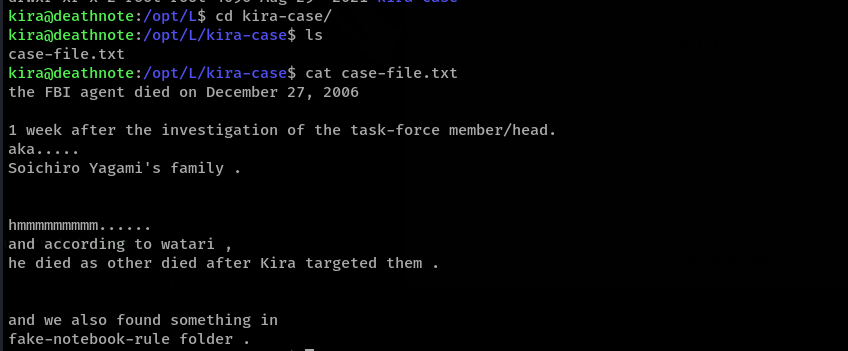 kira@deathnote:/opt/L$ cd kira-case/
kira@deathnote:/opt/L/kira-case$ ls
case-file.txt
kira@deathnote:/opt/L/kira-case$ cat case-file.txt
the FBI agent died on December 27, 2006
1 week after the investigation of the task-force member/head.
aka.....
Soichiro Yagami's family .
hmmmmmmmmm......
and according to watari ,
he died as other died after Kira targeted them .
and we also found something in
fake-notebook-rule folder .